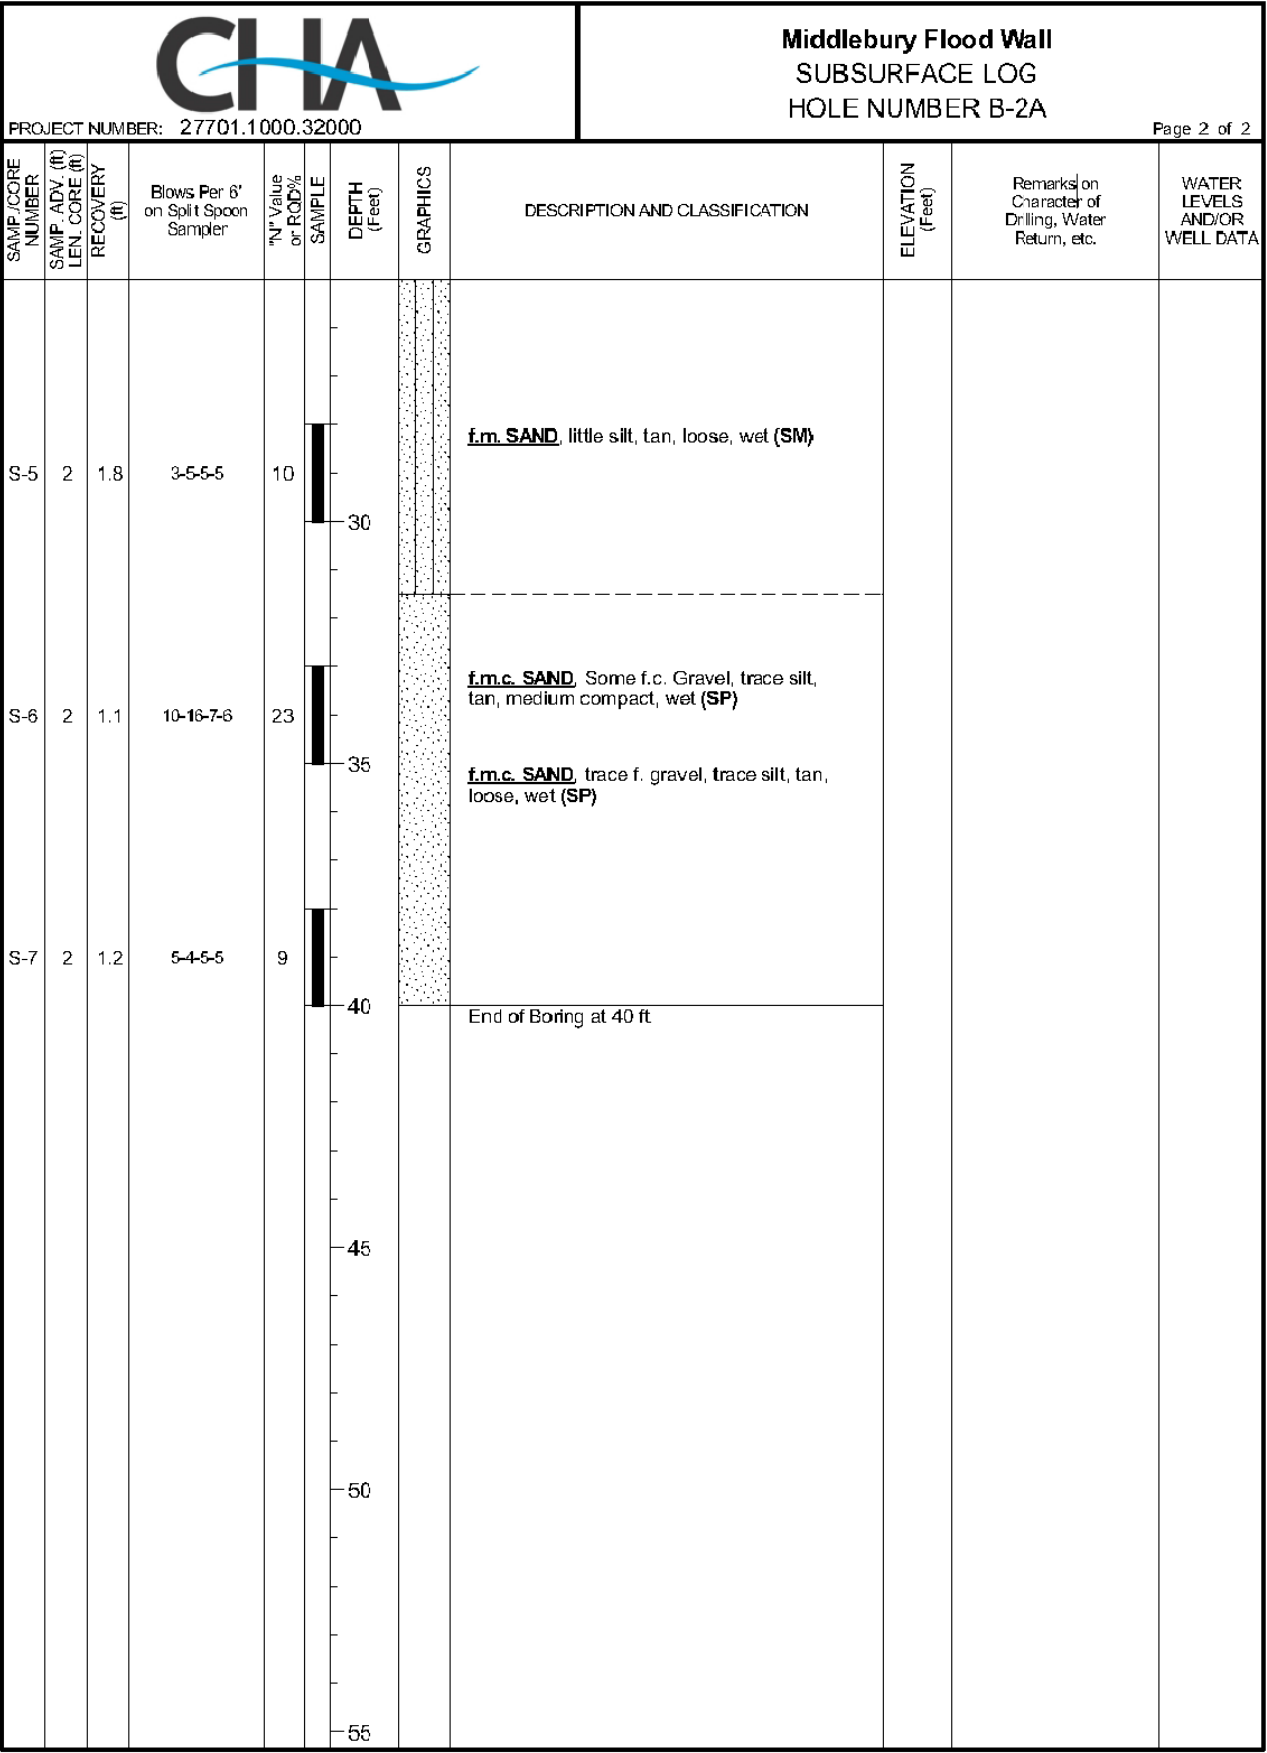 CHA
PROJECT NUMBER: 27701.1000.32000
Middlebury Flood Wall
SUBSURFACE LOG
HOLE NUMBER B-2A
Page 2 of 2
SAMP./CORE
NUMBER
SAMP. ADV. (ft)
LEN. CORE (ft)
RECOVERY
(ft)
Blows Per 6"
on Split Spoon
Sampler
"N" Value
or RQD%
SAMPLE
DEPTH
(Feet)
GRAPHICS
DESCRIPTION AND CLASSIFICATION
ELEVATION
(Feet)
Remarks on
Character of
Drilling, Water
Return, etc.
WATER
LEVELS
AND/OR
WELL DATA
f.m. SAND, little silt, tan, loose, wet (SM)
S-5 2 1.8 3-5-5-5 10
30
f.m.c. SAND, Some f.c. Gravel, trace silt,
tan, medium compact, wet (SP)
S-6 2 1.1 10-16-7-6 23
35
f.m.c. SAND, trace f. gravel, trace silt, tan,
loose, wet (SP)
S-7 2 1.2 5-4-5-5 9
40
End of Boring at 40 ft
45
50
55